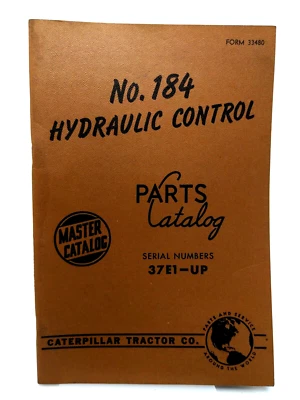 FORM 33480
No. 184
HYDRAULIC CONTROL
PARTS
Catalog
MASTER
CATALOG
SERIAL NUMBERS
37E1-UP
CATERPILLAR TRACTOR CO.
PARTS AND SERVICE
AROUND THE WORLD